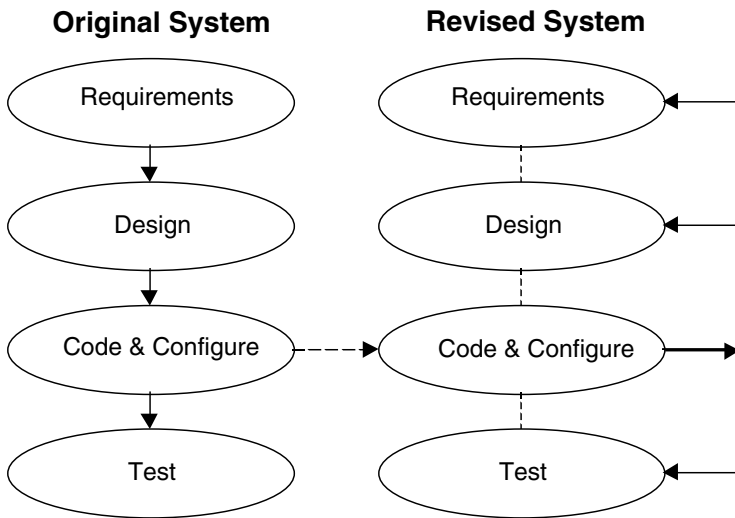 Original System
Revised System
Requirements
Requirements
Design
Design
Code & Configure
Code & Configure
Test
Test